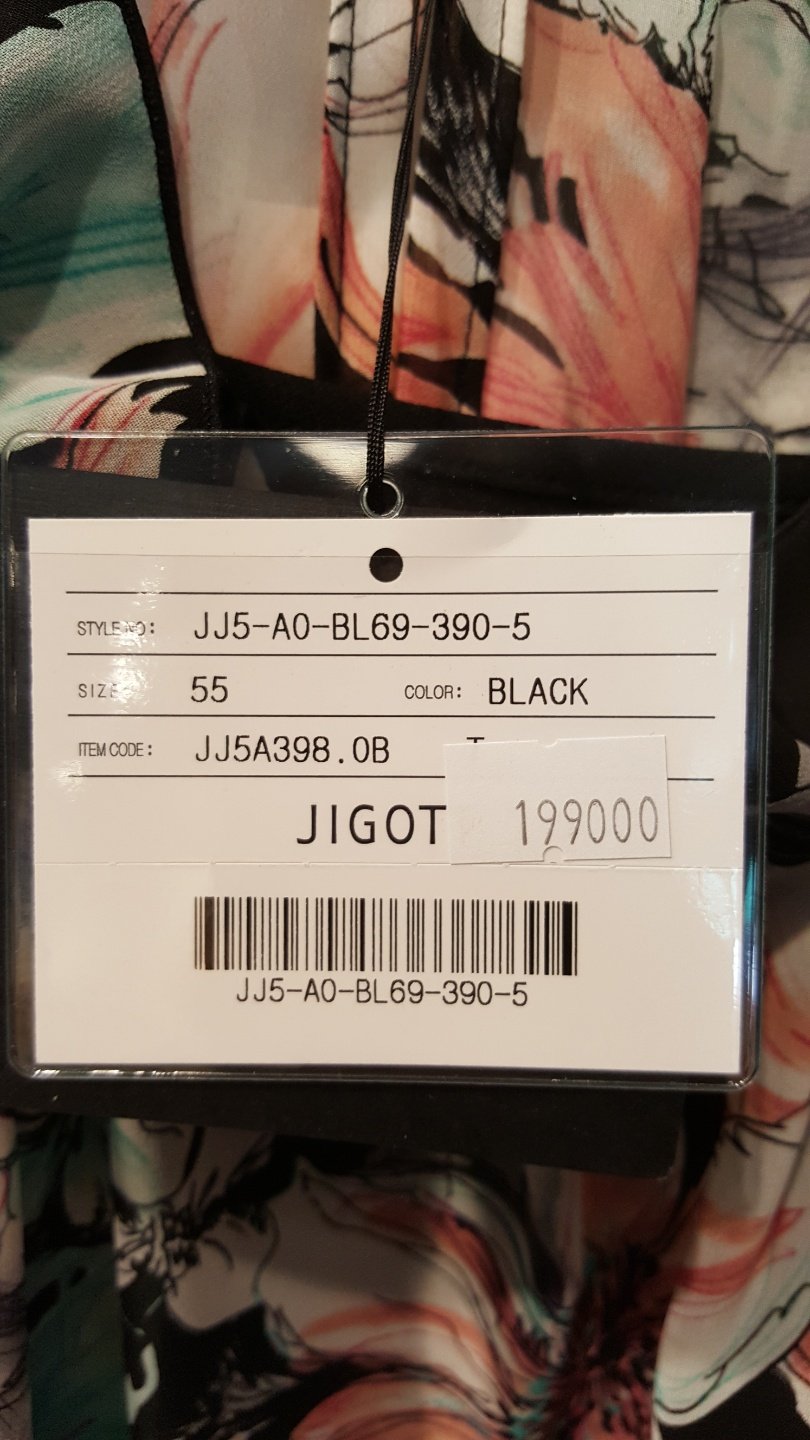 STYLE NO: JJ5-A0-BL69-390-5
SIZE 55 COLOR: BLACK
ITEM CODE: JJ5A398.0B
JIGOT
199000
JJ5-A0-BL69-390-5